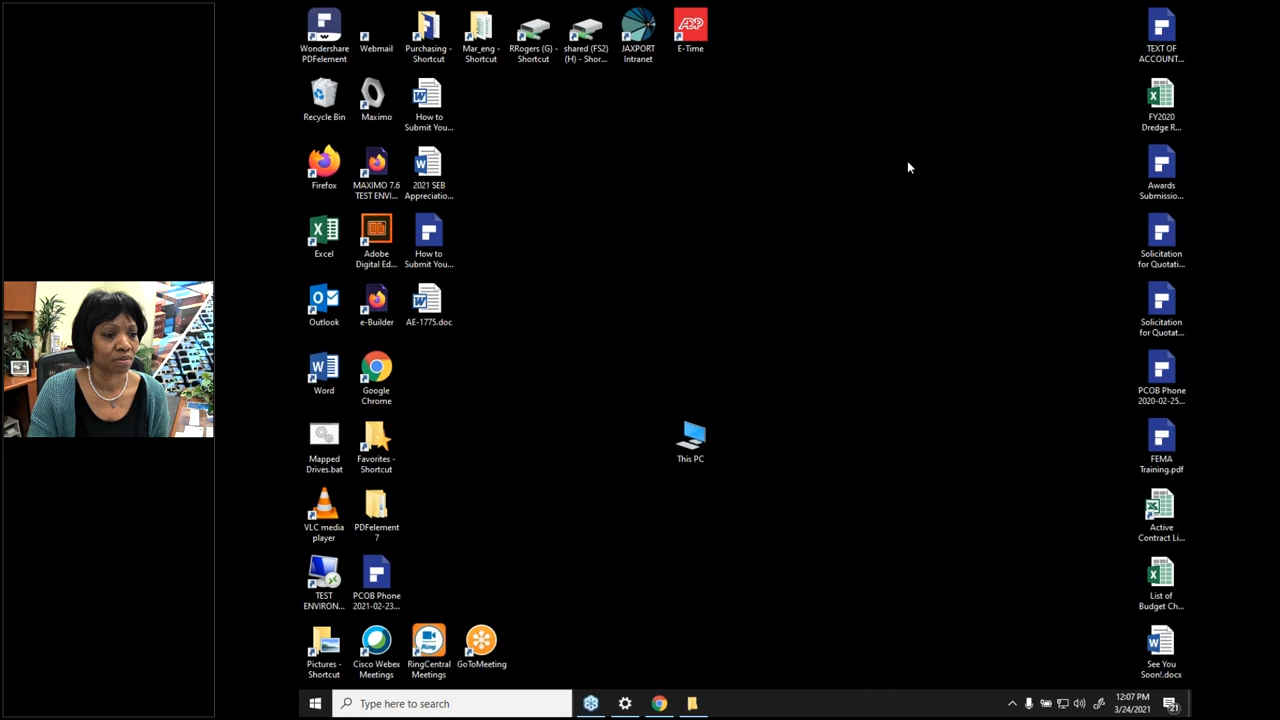 Wondershare
PDFelement
Webmail
Purchasing -
Shortcut
Mar_eng -
Shortcut
RRogers (G) -
Shortcut
shared (FS2)
(H) - Shor...
JAXPORT
Intranet
ADP
E-Time
TEXT OF
ACCOUNT...
Recycle Bin
Maximo
How to
Submit You...
FY2020
Dredge R...
Firefox
MAXIMO 7.6
TEST ENVI...
2021 SEB
Appreciatio...
Awards
Submissio...
Excel
Adobe
Digital Ed...
How to
Submit You...
Solicitation
for Quotati...
Outlook
e-Builder
AE-1775.doc
Solicitation
for Quotat...
Word
Google
Chrome
PCOB Phone
2020-02-25...
Mapped
Drives.bat
Favorites -
Shortcut
This PC
FEMA
Training.pdf
VLC media
player
PDFelement
7
Active
Contract Li...
TEST
ENVIRON...
PCOB Phone
2021-02-23...
List of
Budget Ch...
Pictures -
Shortcut
Cisco Webex
Meetings
Ring
RingCentral
Meetings
GoToMeeting
See You
Soon!.docx
Type here to search
12:07 PM
3/24/2021
21